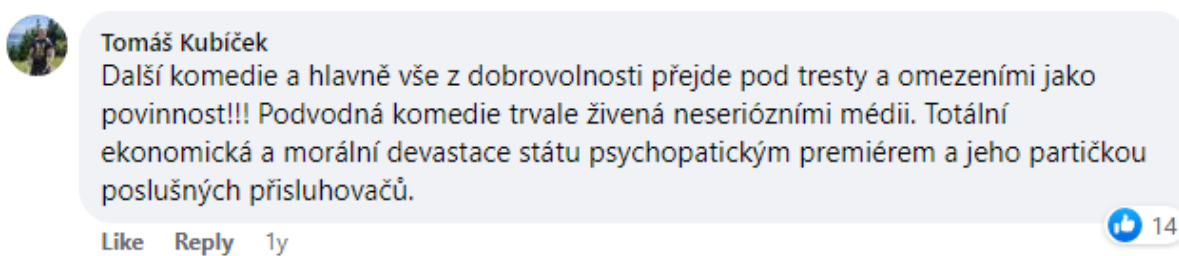 Tomáš Kubíček
Další komedie a hlavně vše z dobrovolnosti přejde pod tresty a omezeními jako
povinnost!!! Podvodná komedie trvale živená neseriózními médii. Totální
ekonomická a morální devastace státu psychopatickým premiérem a jeho partičkou
poslušných přisluhovačů.
14
Like Reply 1y